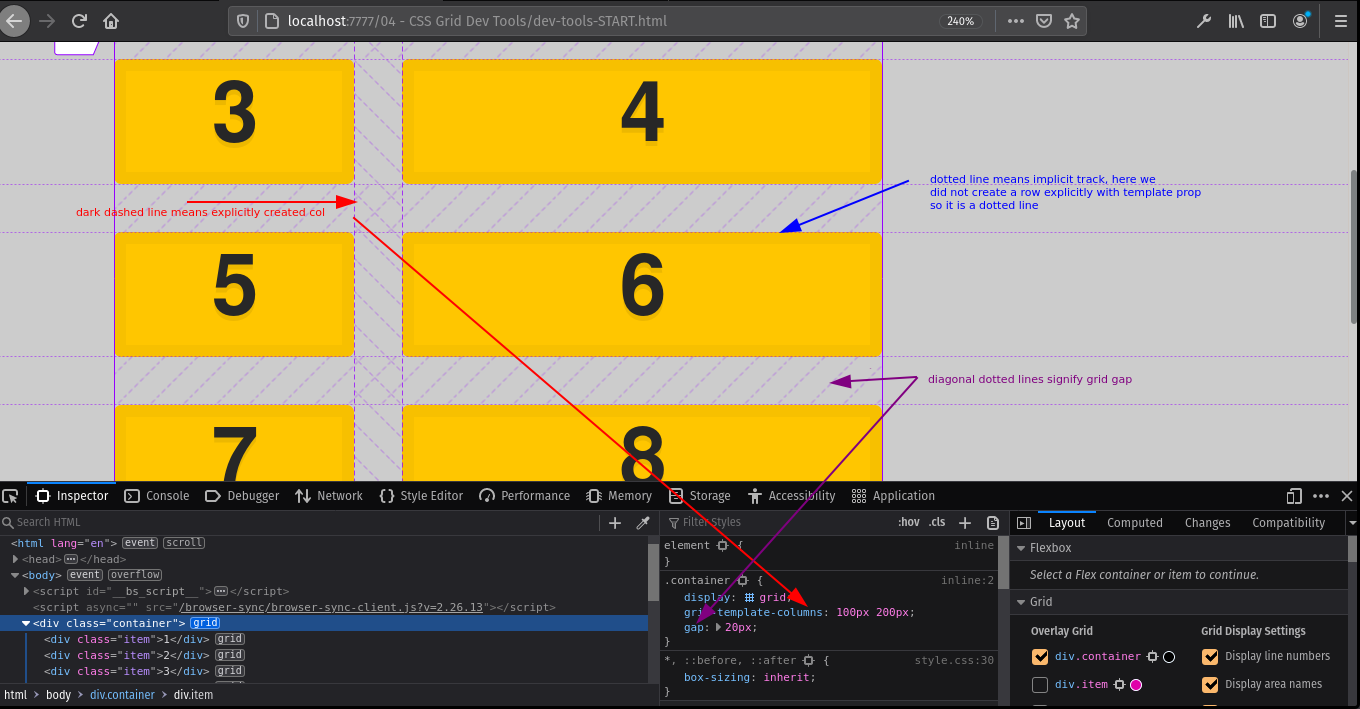 localhost:7777/04 - CSS Grid Dev Tools/dev-tools-START.html
240%
3
4
dotted line means implicit track, here we
did not create a row explicitly with template prop
so it is a dotted line
dark dashed line means explicitly created col
5
6
diagonal dotted lines signify grid gap
7
8
Inspector
Console
Debugger
Network
Style Editor
Performance
Memory
Storage
Accessibility
Application
Search HTML
Filter Styles
:hov .cls
Layout
Computed
Changes
Compatibility
<html lang="en"> event scroll
<head> </head>
<body> event overflow
<script id="__bs_script__"> </script>
<script async="" src="/browser-sync/browser-sync-client.js?v=2.26.13"></script>
<div class="container"> grid
<div class="item">1</div> grid
<div class="item">2</div> grid
<div class="item">3</div> grid
html > body > div.container > div.item
element {
inline
}
.container {
inline:2
display: grid;
grid-template-columns: 100px 200px;
gap: 20px;
}
*, ::before, ::after {
style.css:30
box-sizing: inherit;
}
Flexbox
Select a Flex container or item to continue.
Grid
Overlay Grid
Grid Display Settings
div.container
Display line numbers
div.item
Display area names